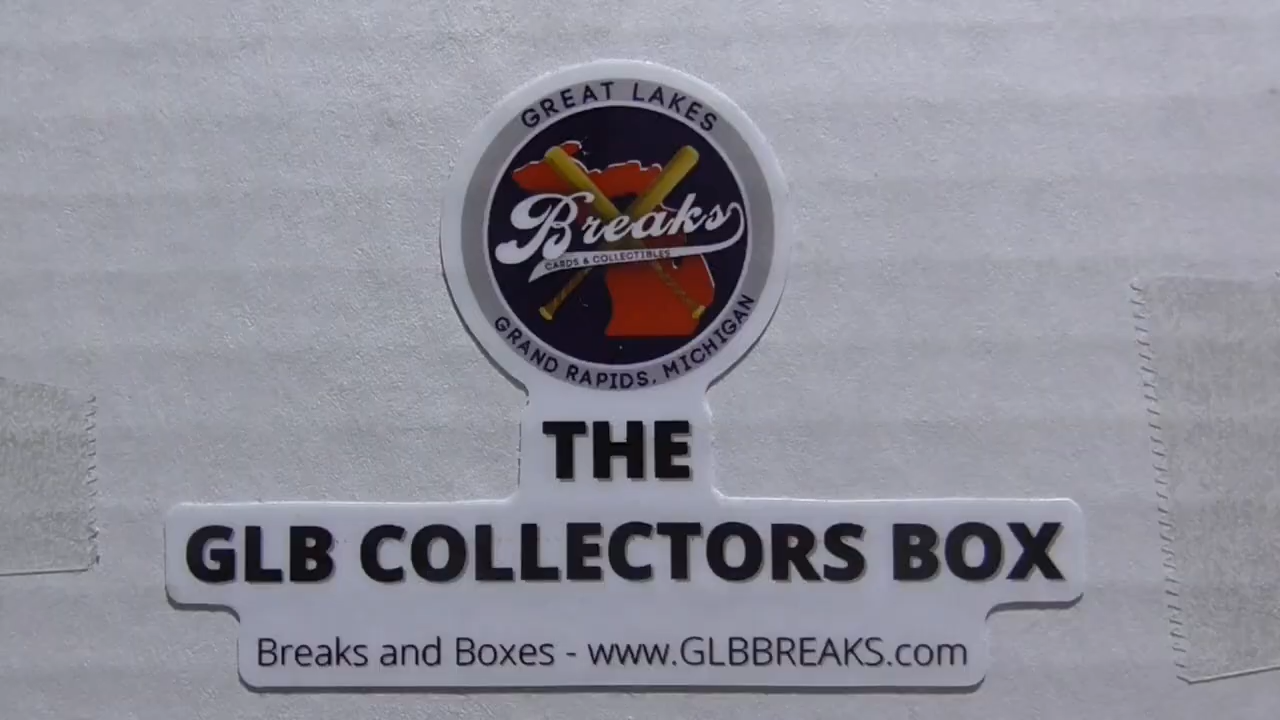 GREAT LAKES
Breaks
CARDS & COLLECTIBLES
GRAND RAPIDS, MICHIGAN
THE
GLB COLLECTORS BOX
Breaks and Boxes - www.GLBBREAKS.com